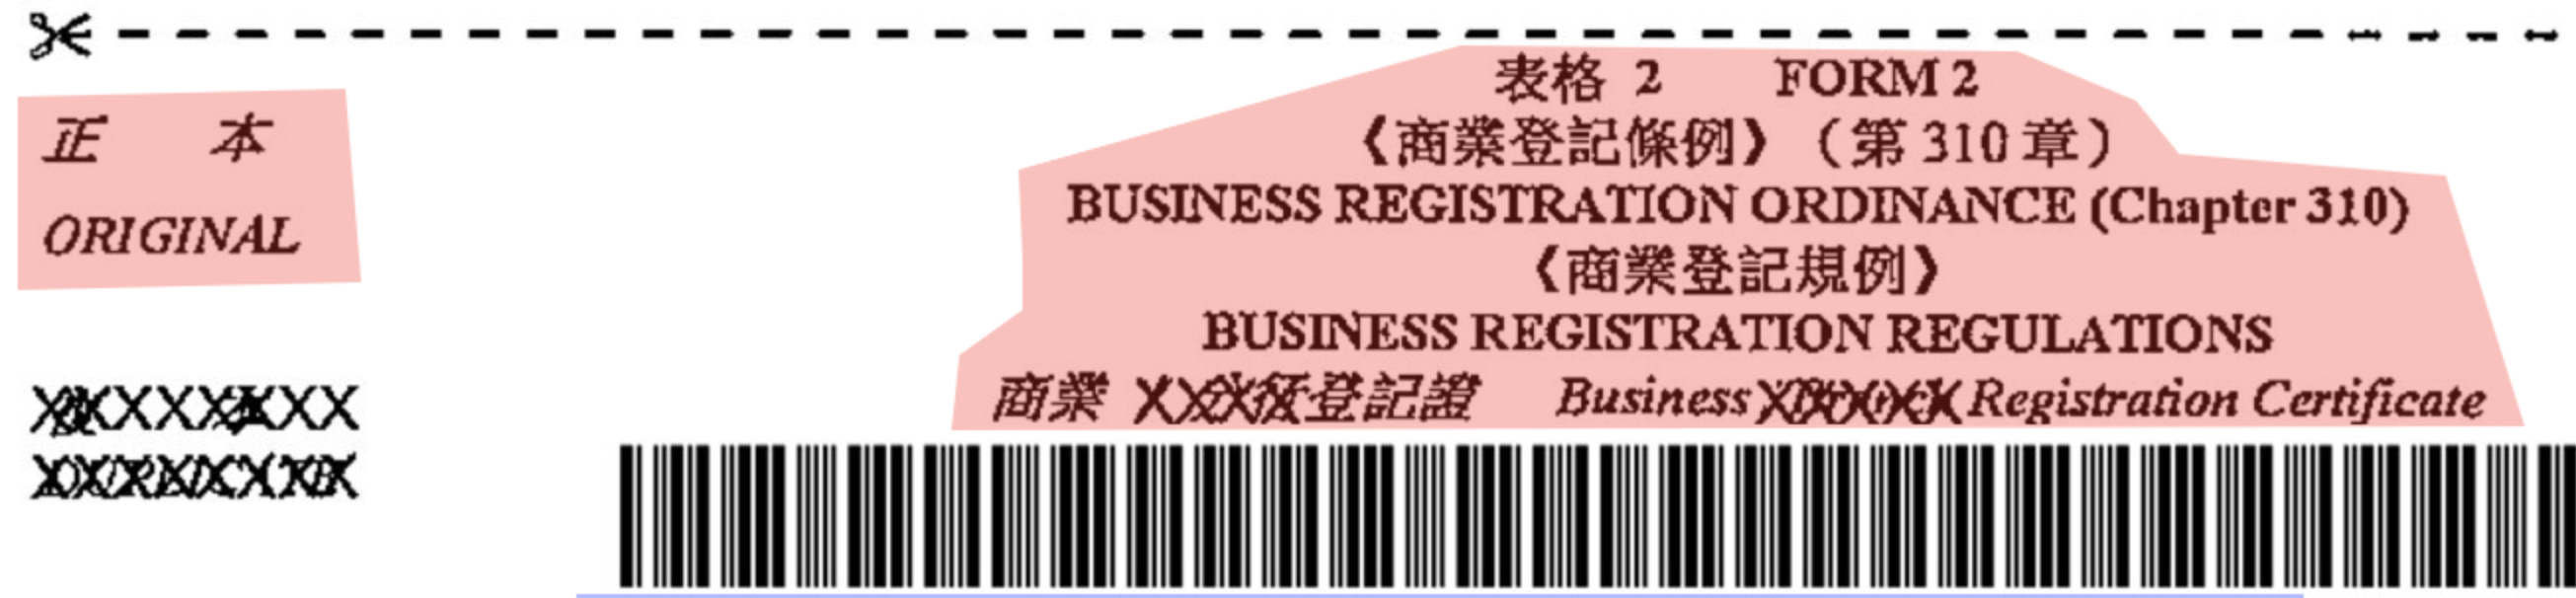 正 本
ORIGINAL
表格 2 FORM 2
《商業登記條例》（第 310 章）
BUSINESS REGISTRATION ORDINANCE (Chapter 310)
《商業登記規例》
BUSINESS REGISTRATION REGULATIONS
商業 登記證 Business Registration Certificate